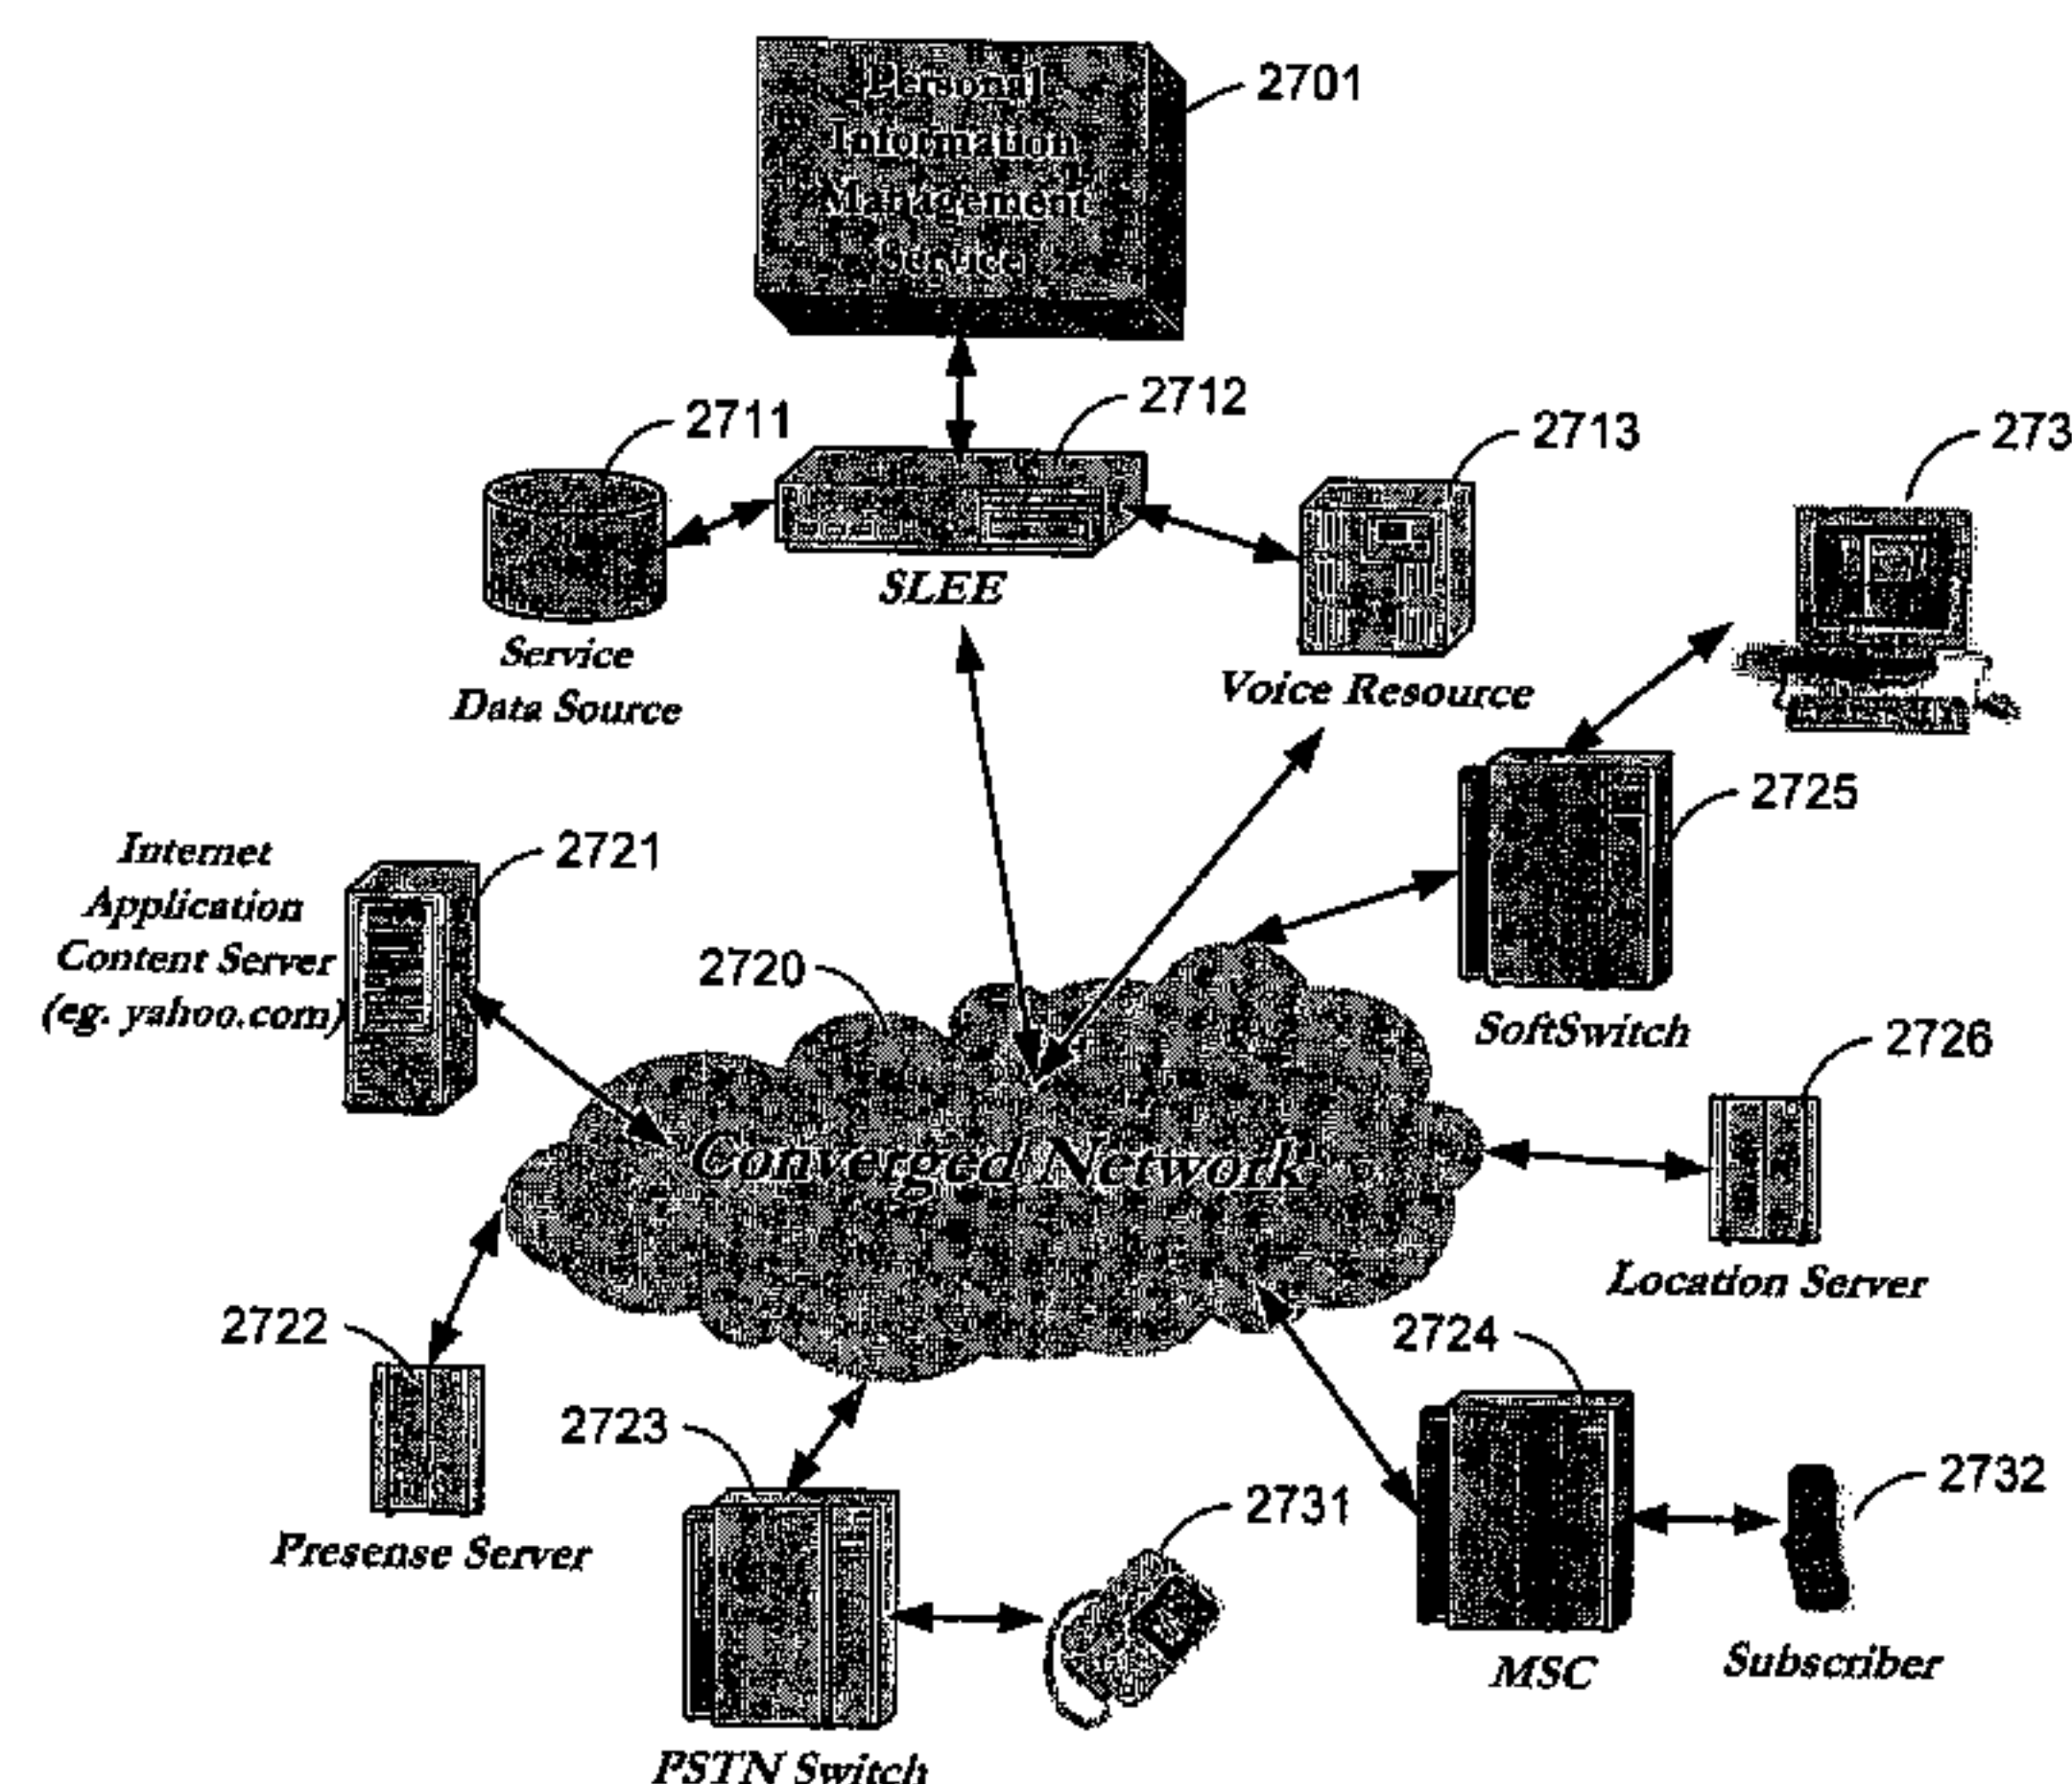 Personal
Information
Management
Service
2701
2711
2712
2713
273
SLEE
Service
Data Source
Voice Resource
2725
Internet
Application
Content Server
(eg. yahoo.com)
2721
2720
SoftSwitch
2726
Converged Network
Location Server
2722
2724
2723
2732
2731
Presense Server
MSC
Subscriber
PSTN Switch